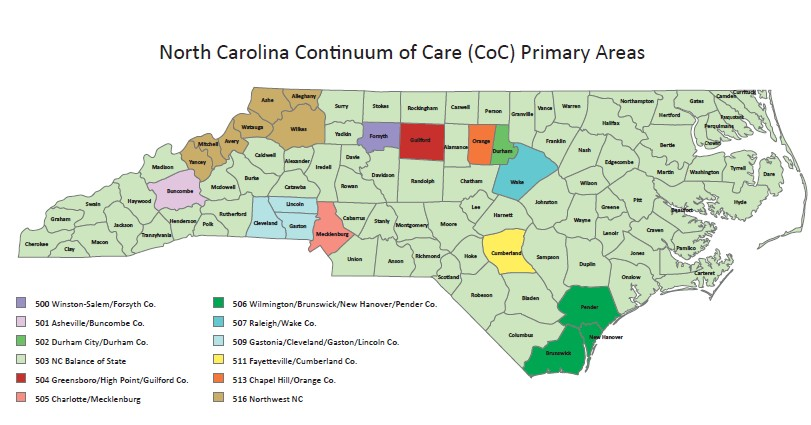 North Carolina Continuum of Care (CoC) Primary Areas
Ashe
Alleghany
Surry
Stokes
Rockingham
Caswell
Person
Granville
Vance
Warren
Northampton
Gates
Camden
Currituck
Hertford
Pasquotank
Perquimans
Halifax
Watauga
Wilkes
Yadkin
Forsyth
Guilford
Alamance
Orange
Durham
Franklin
Nash
Bertie
Chowan
Mitchell
Avery
Yancey
Madison
Caldwell
Alexander
Iredell
Davie
Davidson
Randolph
Chatham
Wake
Edgecombe
Martin
Washington
Tyrrell
Dare
Buncombe
McDowell
Burke
Catawba
Rowan
Wilson
Johnston
Pitt
Greene
Beaufort
Hyde
Swain
Haywood
Graham
Jackson
Henderson
Polk
Rutherford
Cleveland
Lincoln
Gaston
Mecklenburg
Cabarrus
Stanly
Montgomery
Moore
Lee
Harnett
Wayne
Lenoir
Craven
Pamlico
Cherokee
Clay
Macon
Transylvania
Union
Anson
Richmond
Hoke
Cumberland
Sampson
Duplin
Jones
Carteret
Scotland
Onslow
Robeson
Bladen
Pender
Columbus
New Hanover
Brunswick
500 Winston-Salem/Forsyth Co.
501 Asheville/Buncombe Co.
502 Durham City/Durham Co.
503 NC Balance of State
504 Greensboro/High Point/Guilford Co.
505 Charlotte/Mecklenburg
506 Wilmington/Brunswick/New Hanover/Pender Co.
507 Raleigh/Wake Co.
509 Gastonia/Cleveland/Gaston/Lincoln Co.
511 Fayetteville/Cumberland Co.
513 Chapel Hill/Orange Co.
516 Northwest NC